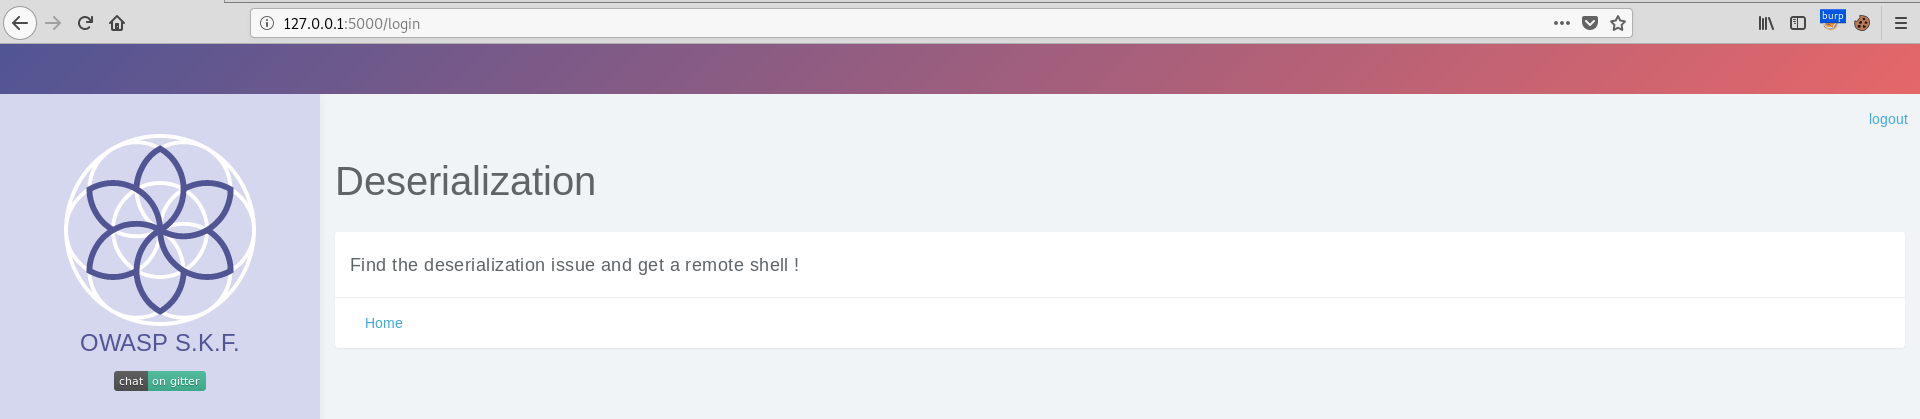 127.0.0.1:5000/login
burp
logout
Deserialization
Find the deserialization issue and get a remote shell !
Home
OWASP S.K.F.
chat on gitter